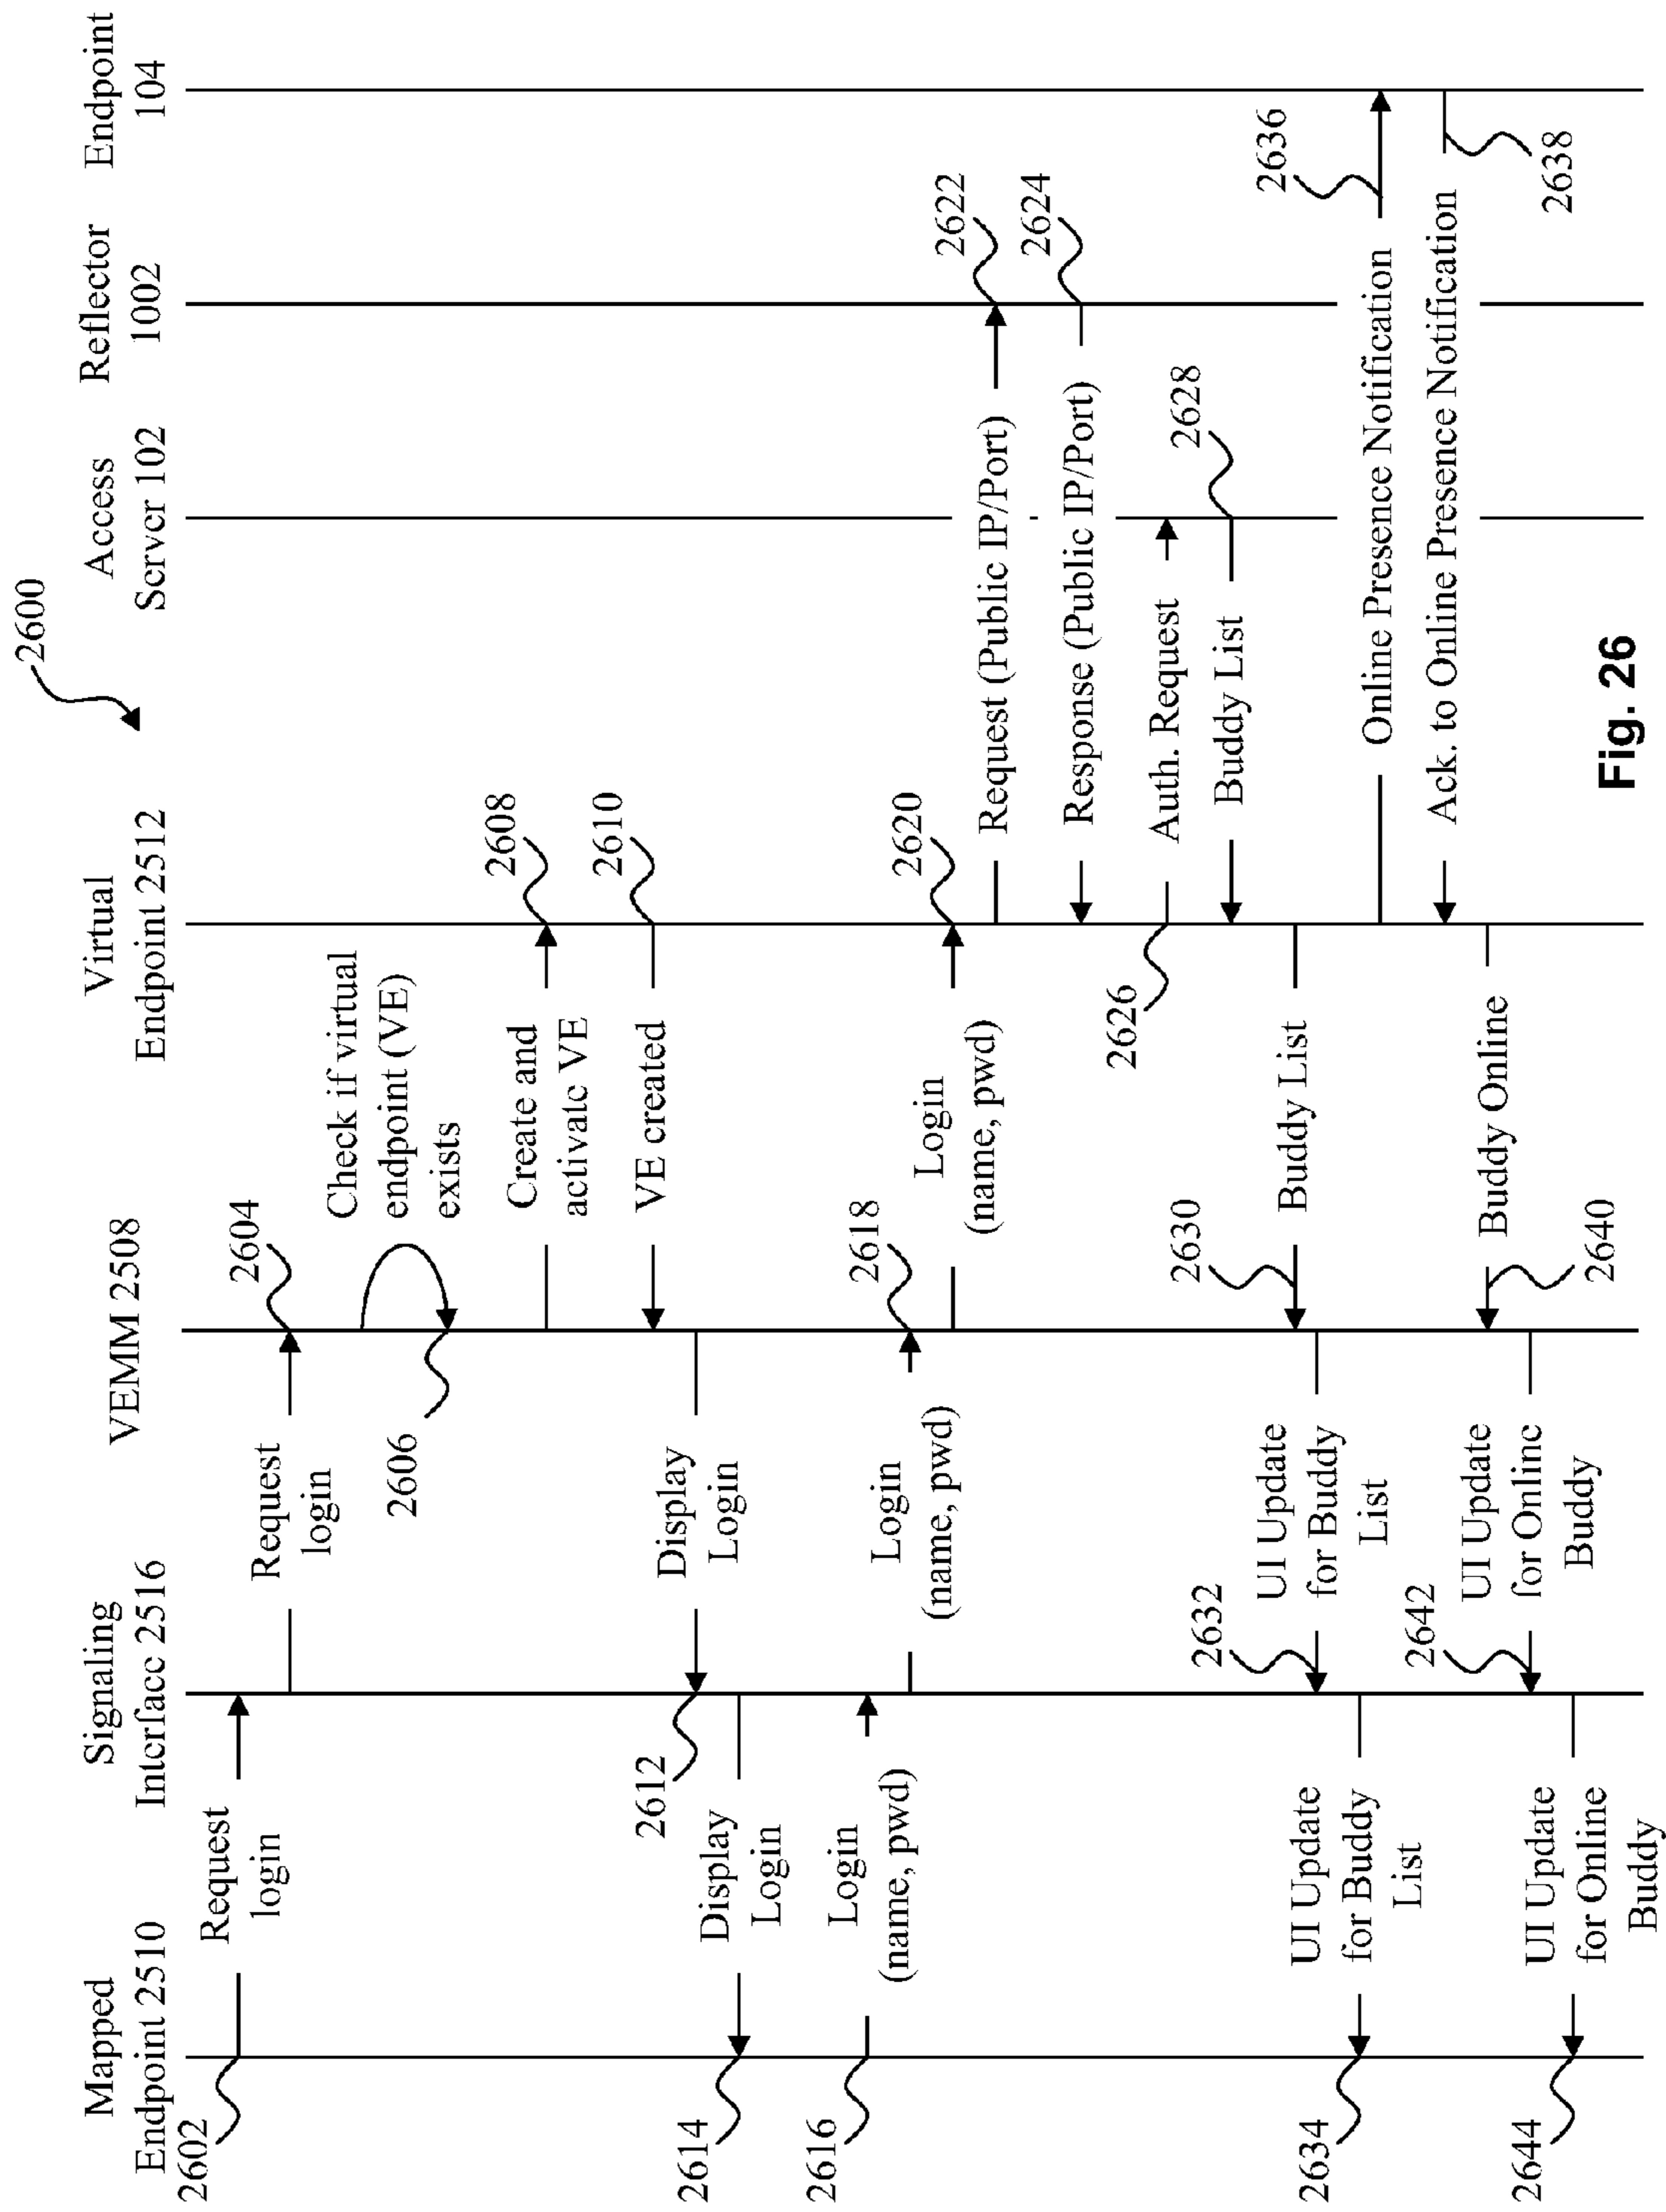 2600
Mapped
Endpoint 2510
Signaling
Interface 2516
VEMM 2508
Virtual
Endpoint 2512
Access
Server 102
Reflector
1002
Endpoint
104
2602
Request
login
Request
login
2604
Check if virtual
endpoint (VE)
exists
2606
Create and
activate VE
2608
VE created
2610
Display
Login
2612
Display
Login
2614
Login
(name, pwd)
2616
Login
(name, pwd)
2618
Login
(name, pwd)
2620
Request (Public IP/Port)
2622
Response (Public IP/Port)
2624
Auth. Request
2626
Buddy List
2628
Buddy List
2630
UI Update
for Buddy
List
2632
UI Update
for Buddy
List
2634
Online Presence Notification
2636
Ack. to Online Presence Notification
2638
Buddy Online
2640
UI Update
for Online
Buddy
2642
UI Update
for Online
Buddy
2644
Fig. 26